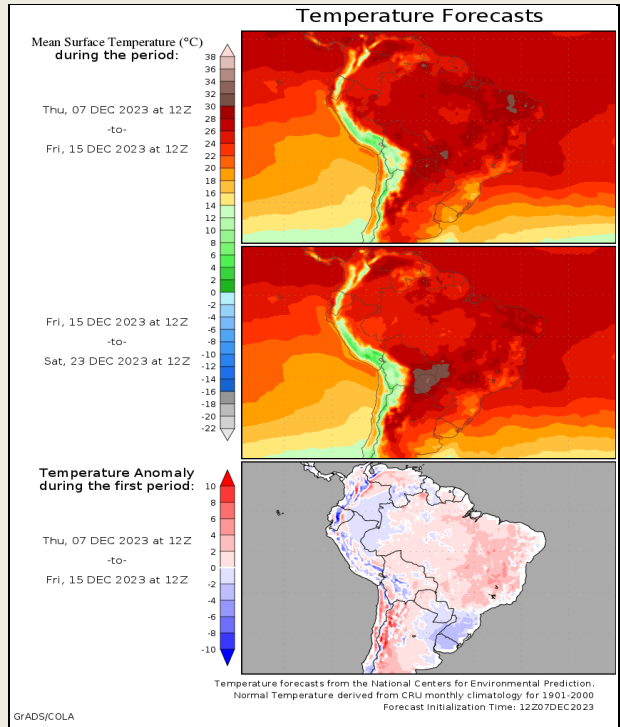 Temperature Forecasts
Mean Surface Temperature (°C)
during the period:
Thu, 07 DEC 2023 at 12Z
-to-
Fri, 15 DEC 2023 at 12Z
38
36
34
32
30
28
26
24
22
20
18
16
14
12
10
8
6
4
2
0
-2
-4
-6
-8
-10
-12
-14
-16
-18
-20
-22
Fri, 15 DEC 2023 at 12Z
-to-
Sat, 23 DEC 2023 at 12Z
Temperature Anomaly
during the first period:
Thu, 07 DEC 2023 at 12Z
-to-
Fri, 15 DEC 2023 at 12Z
10
8
6
4
2
0
-2
-4
-6
-8
-10
Temperature forecasts from the National Centers for Environmental Prediction.
Normal Temperature derived from CRU monthly climatology for 1901-2000
Forecast Initialization Time: 12Z07DEC2023
GrADS/COLA